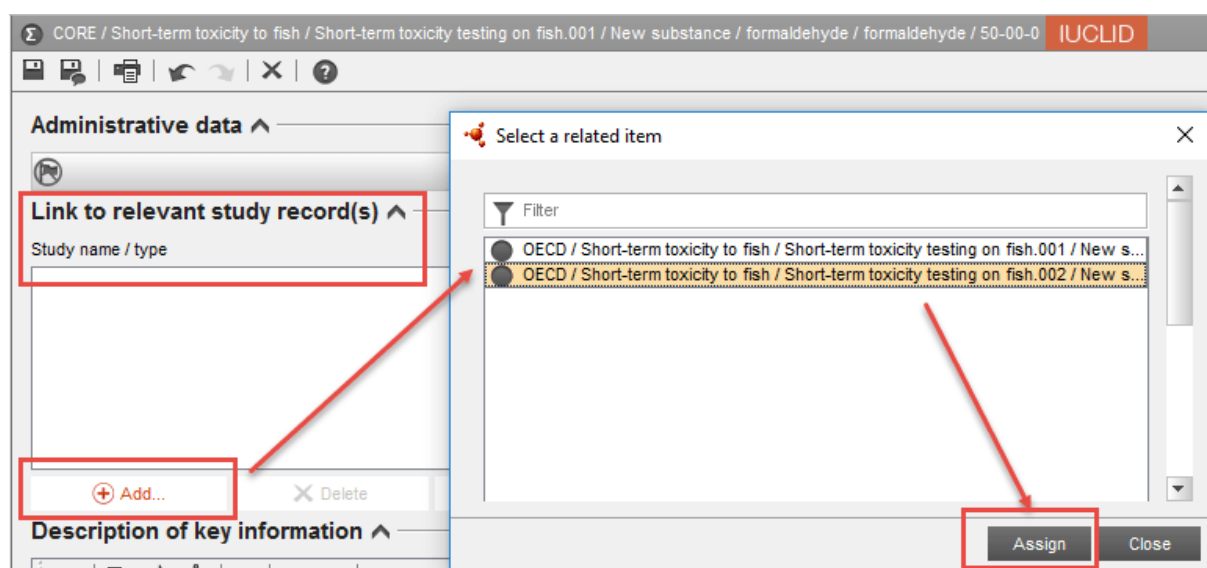 CORE / Short-term toxicity to fish / Short-term toxicity testing on fish.001 / New substance / formaldehyde / formaldehyde / 50-00-0 IUCLID
Administrative data
Select a related item
Link to relevant study record(s)
Filter
Study name / type
OECD / Short-term toxicity to fish / Short-term toxicity testing on fish.001 / New s...
OECD / Short-term toxicity to fish / Short-term toxicity testing on fish.002 / New s...
Add...
Delete
Description of key information
Assign
Close